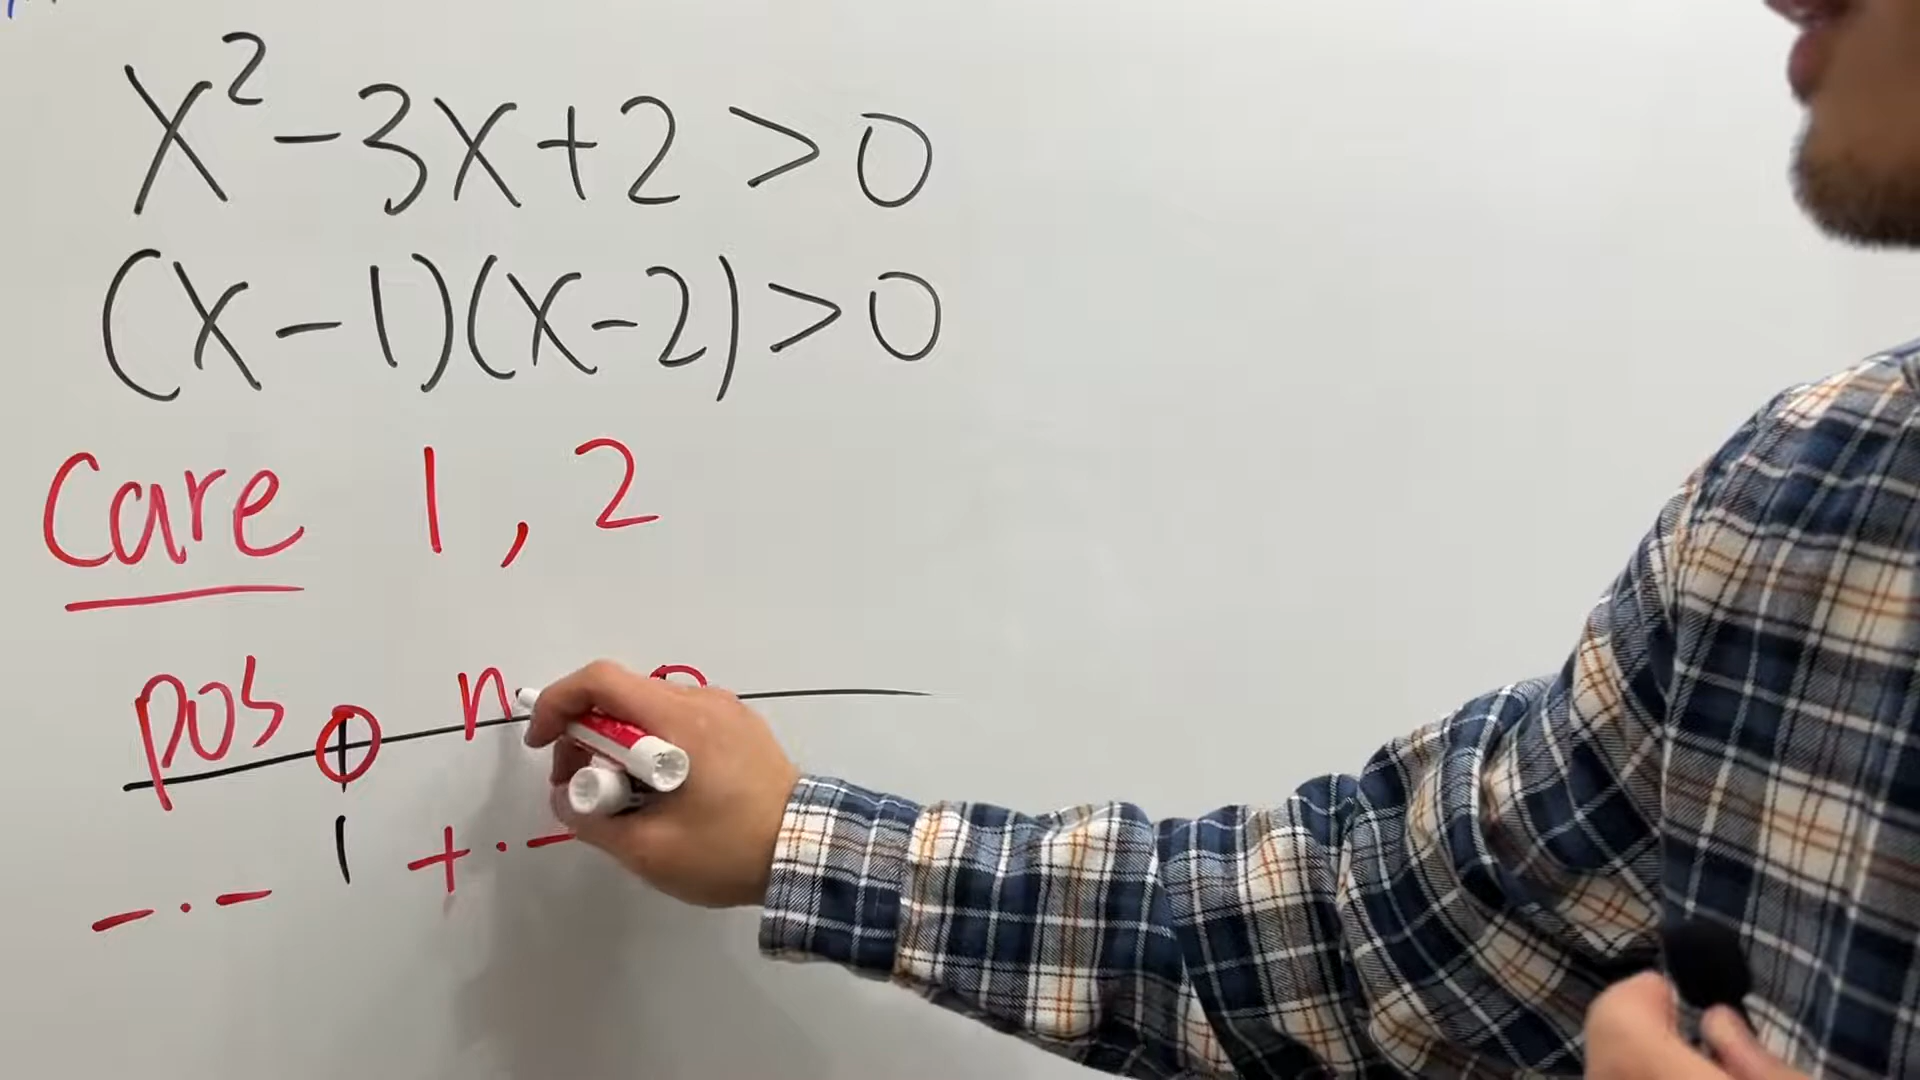 x² - 3x + 2 > 0
(x - 1)(x - 2) > 0
Care 1, 2
pos n
1
- · - + · -